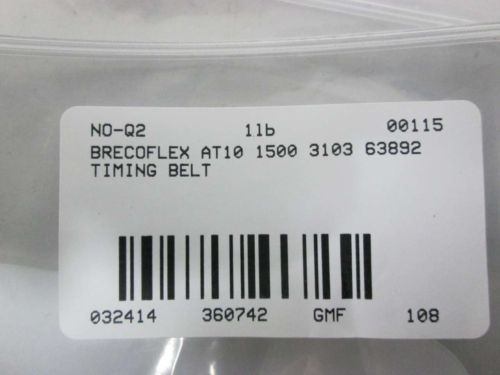 NO-Q2 1lb 00115
BRECOFLEX AT10 1500 3103 63892
TIMING BELT
032414 360742 GMF 108